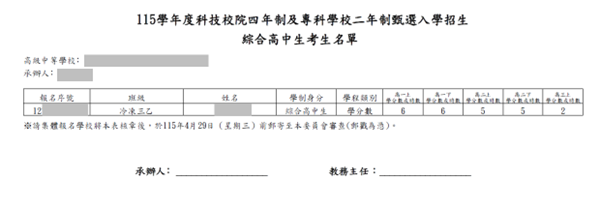 115學年度科技校院四年制及專科學校二年制甄選入學招生
綜合高中生考生名單
高級中等學校：
承辦人：
報名序號 班級 姓名 學制身分 學程類別 高一上學分數或時數 高一下學分數或時數 高二上學分數或時數 高二下學分數或時數 高三上學分數或時數
12 冷凍三乙 綜合高中生 學分數 6 6 5 5 2
※請集體報名學校將本表核章後，於115年4月29日（星期三）前郵寄至本委員會審查(郵戳為憑)。
承辦人： 教務主任：